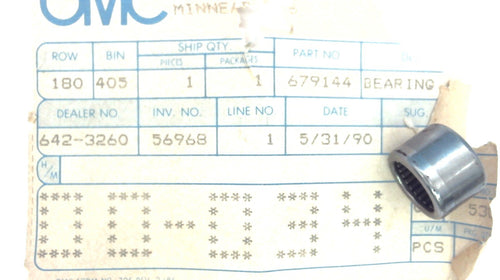 OMC MINNEA
SHIP QTY.
ROW BIN PIECES PACKAGES PART NO.
180 405 1 1 679144 BEARING
DEALER NO. INV. NO. LINE NO DATE SUG.
642-3260 56968 1 5/31/90
H/M
530
U/M
PCS